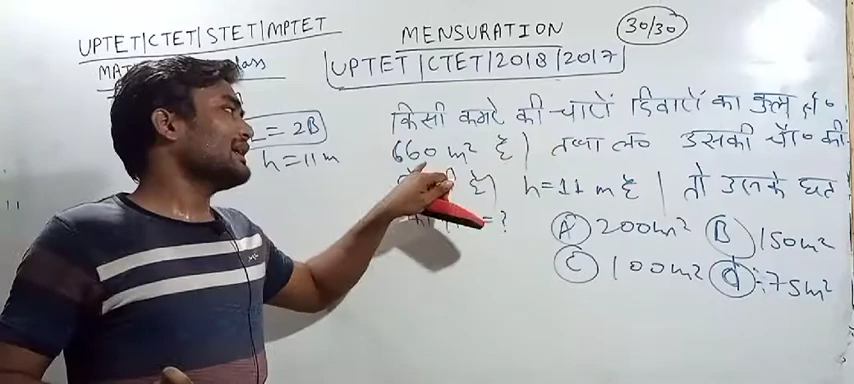 UPTET|CTET|STET|MPTET
MENSURATION
30/30
UPTET|CTET|2018|2017
= 2B
h = 11m
किसी कमरे की चारों दिवारों का कुल क्षे०
660 m² है| तथा ल० उसकी चौ० की
है| h = 11 m है| तो उसके छत
= ?
(A) 200m² (B) 150m²
(C) 100m² (d) 75m²